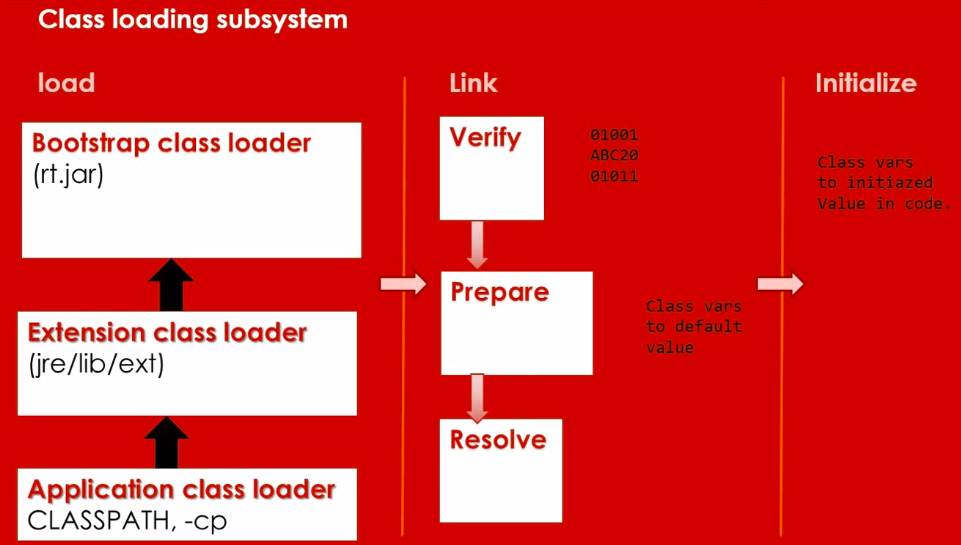 Class loading subsystem
load
Bootstrap class loader
(rt.jar)
Extension class loader
(jre/lib/ext)
Application class loader
CLASSPATH, -cp
Link
Verify
01001
ABC20
01011
Prepare
Class vars
to default
value
Resolve
Initialize
Class vars
to initiazed
Value in code.